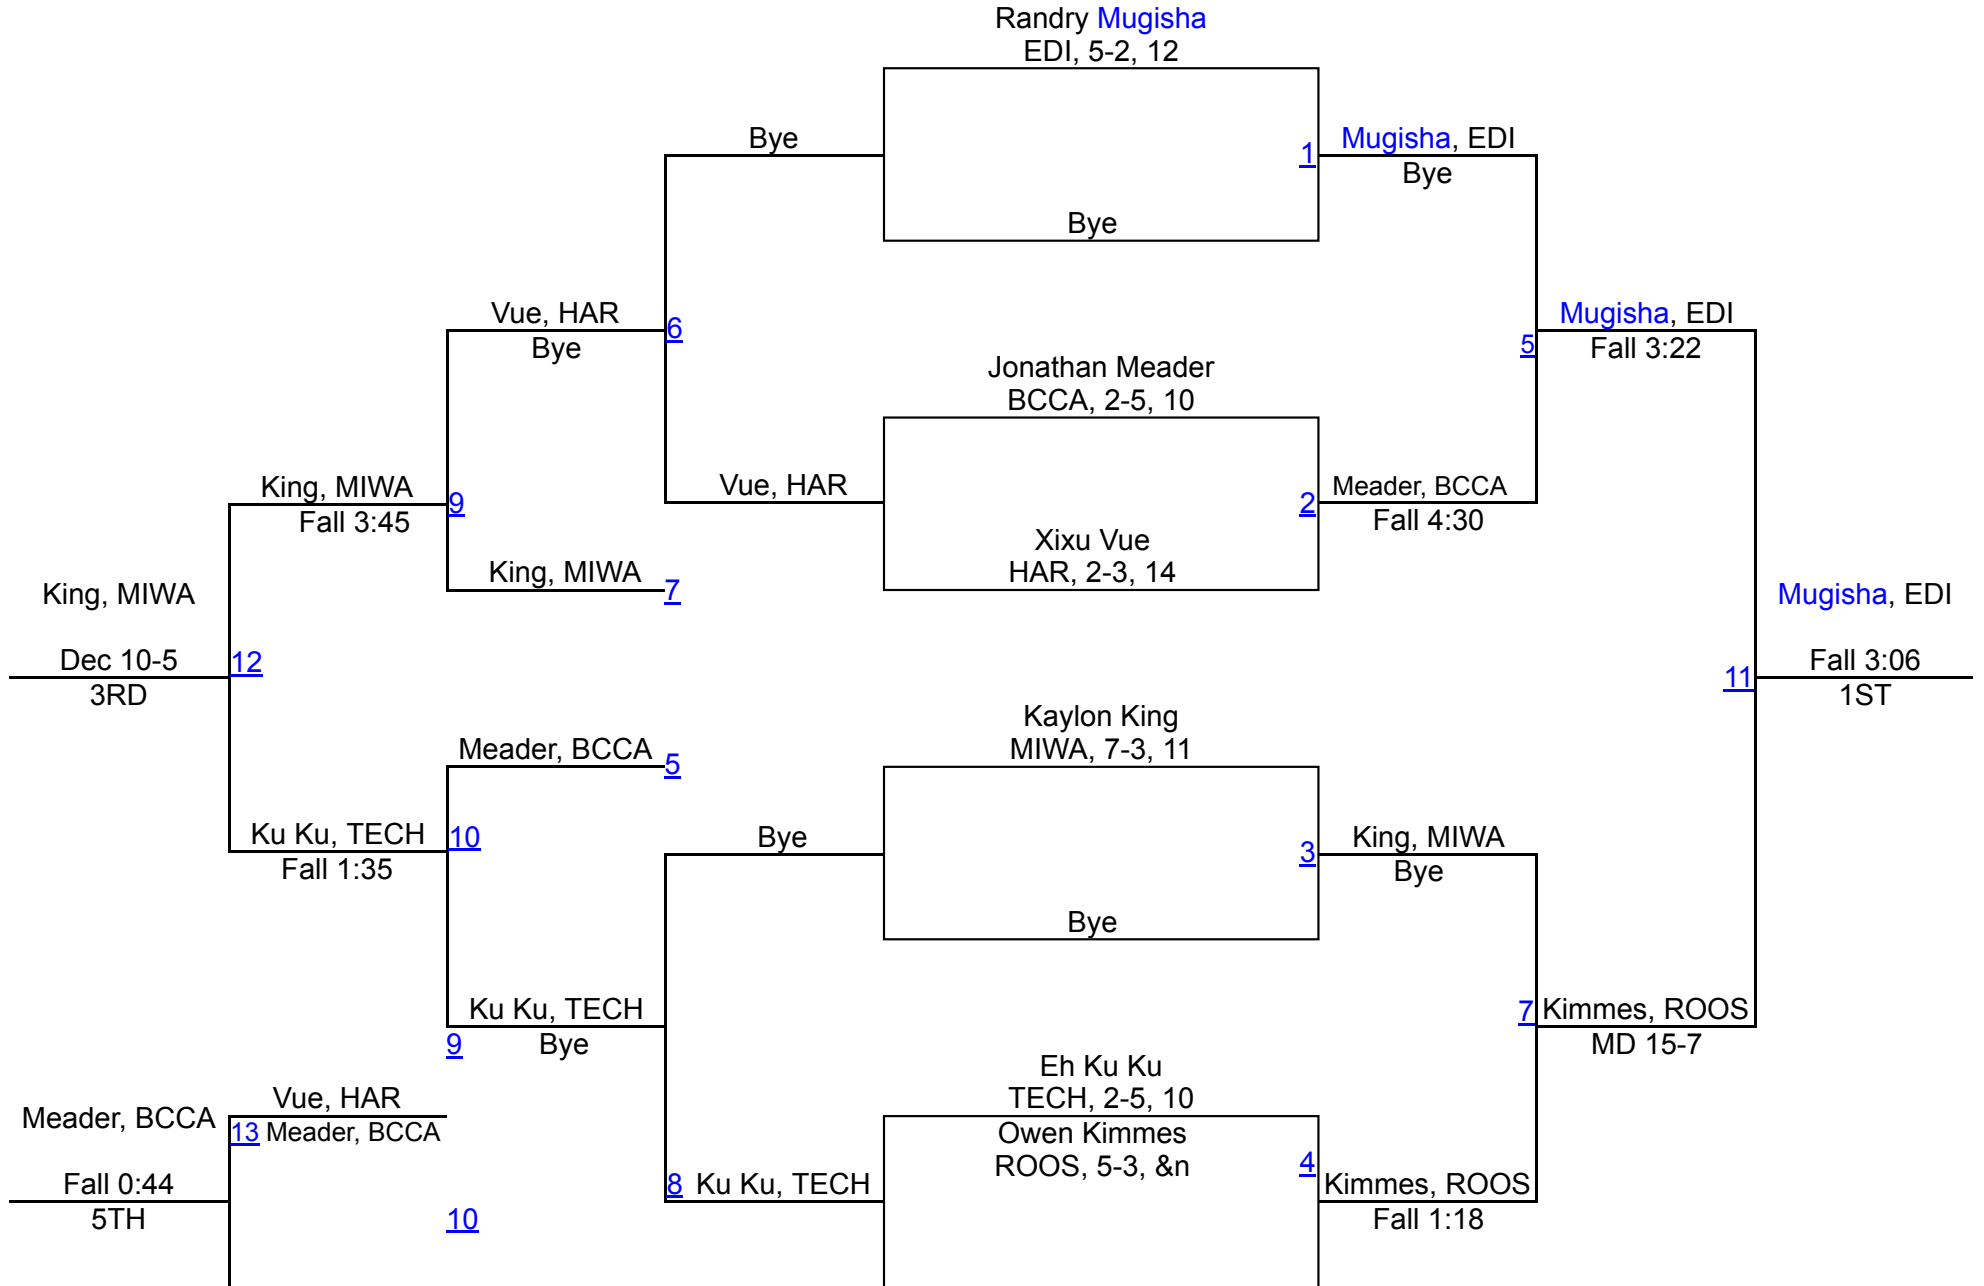 Randry Mugisha
EDI, 5-2, 12
Bye
1
Mugisha, EDI
Bye
Bye
Vue, HAR
Bye
6
Mugisha, EDI
Fall 3:22
5
Jonathan Meader
BCCA, 2-5, 10
King, MIWA
Fall 3:45
9
Vue, HAR
2
Meader, BCCA
Fall 4:30
Xixu Vue
HAR, 2-3, 14
King, MIWA
7
King, MIWA
Dec 10-5
3RD
12
Mugisha, EDI
Fall 3:06
1ST
11
Kaylon King
MIWA, 7-3, 11
Meader, BCCA
5
Ku Ku, TECH
Fall 1:35
10
Bye
3
King, MIWA
Bye
Bye
Ku Ku, TECH
Bye
9
7
Kimmes, ROOS
MD 15-7
Eh Ku Ku
TECH, 2-5, 10
Owen Kimmes
ROOS, 5-3, &n
4
Vue, HAR
13
Meader, BCCA
Meader, BCCA
Fall 0:44
5TH
8
Ku Ku, TECH
Kimmes, ROOS
Fall 1:18
10